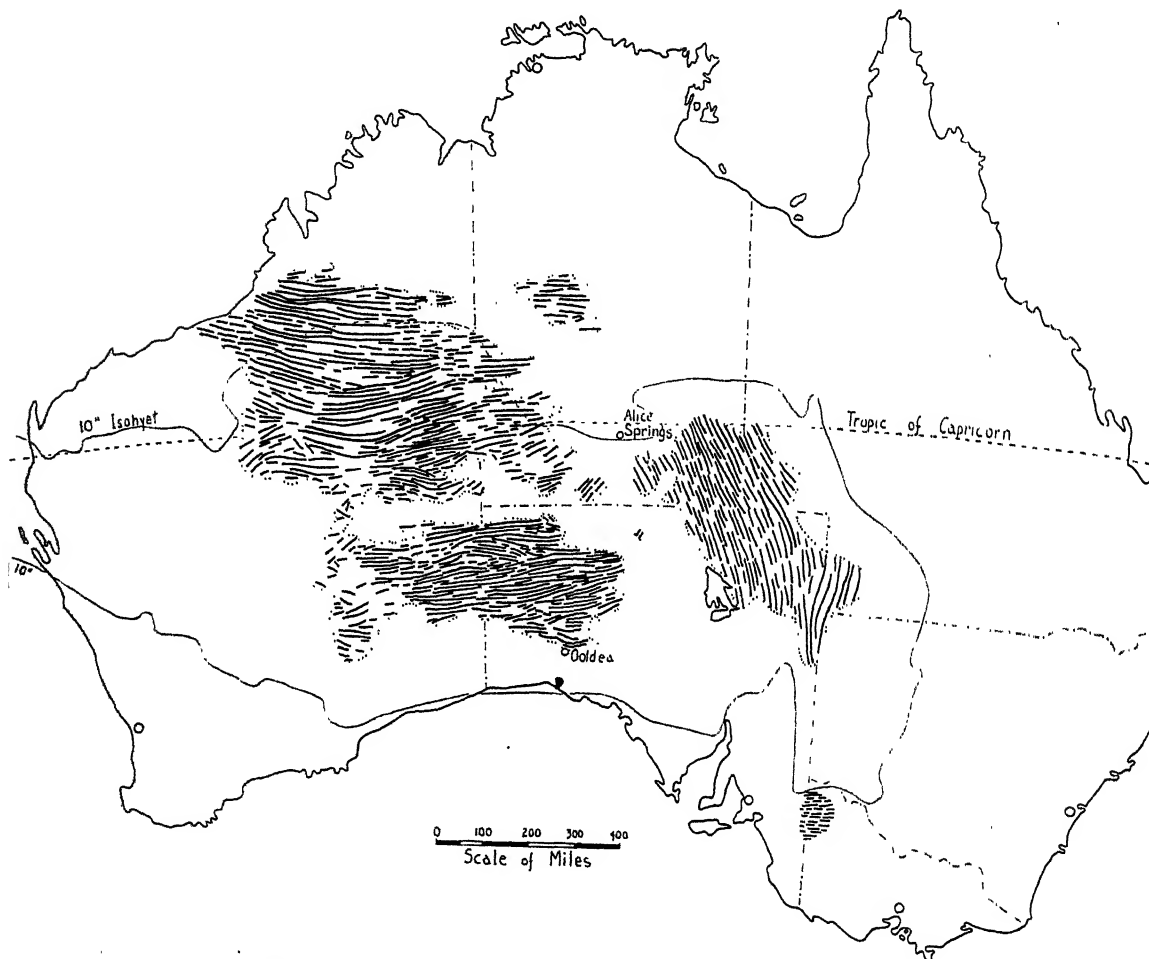 10" Isohyet
Alice
Springs
Tropic of Capricorn
10"
Ooldea
0 100 200 300 400
Scale of Miles